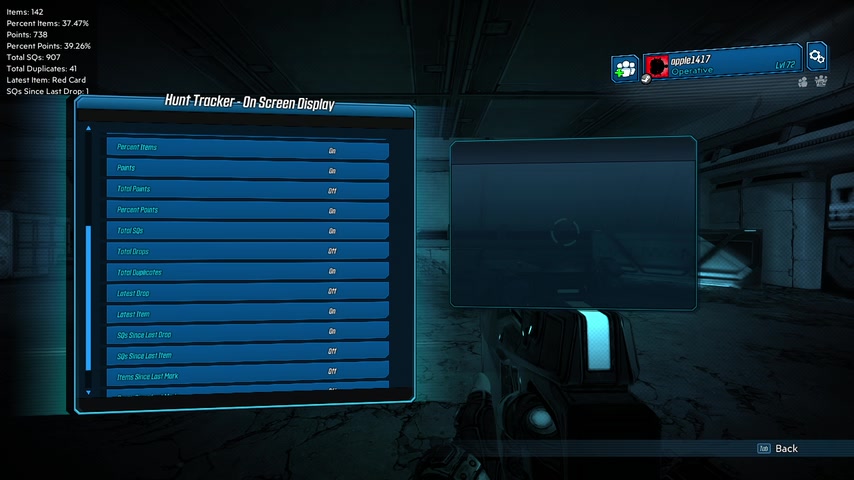 Items: 142
Percent Items: 37.47%
Points: 738
Percent Points: 39.26%
Total SQs: 907
Total Duplicates: 41
Latest Item: Red Card
SQs Since Last Drop: 1
apple1417
Operative
Lvl 72
Hunt Tracker - On Screen Display
Percent Items On
Points On
Total Points Off
Percent Points On
Total SQs On
Total Drops Off
Total Duplicates On
Latest Drop Off
Latest Item On
SQs Since Last Drop On
SQs Since Last Item Off
Items Since Last Mark Off
Tab Back